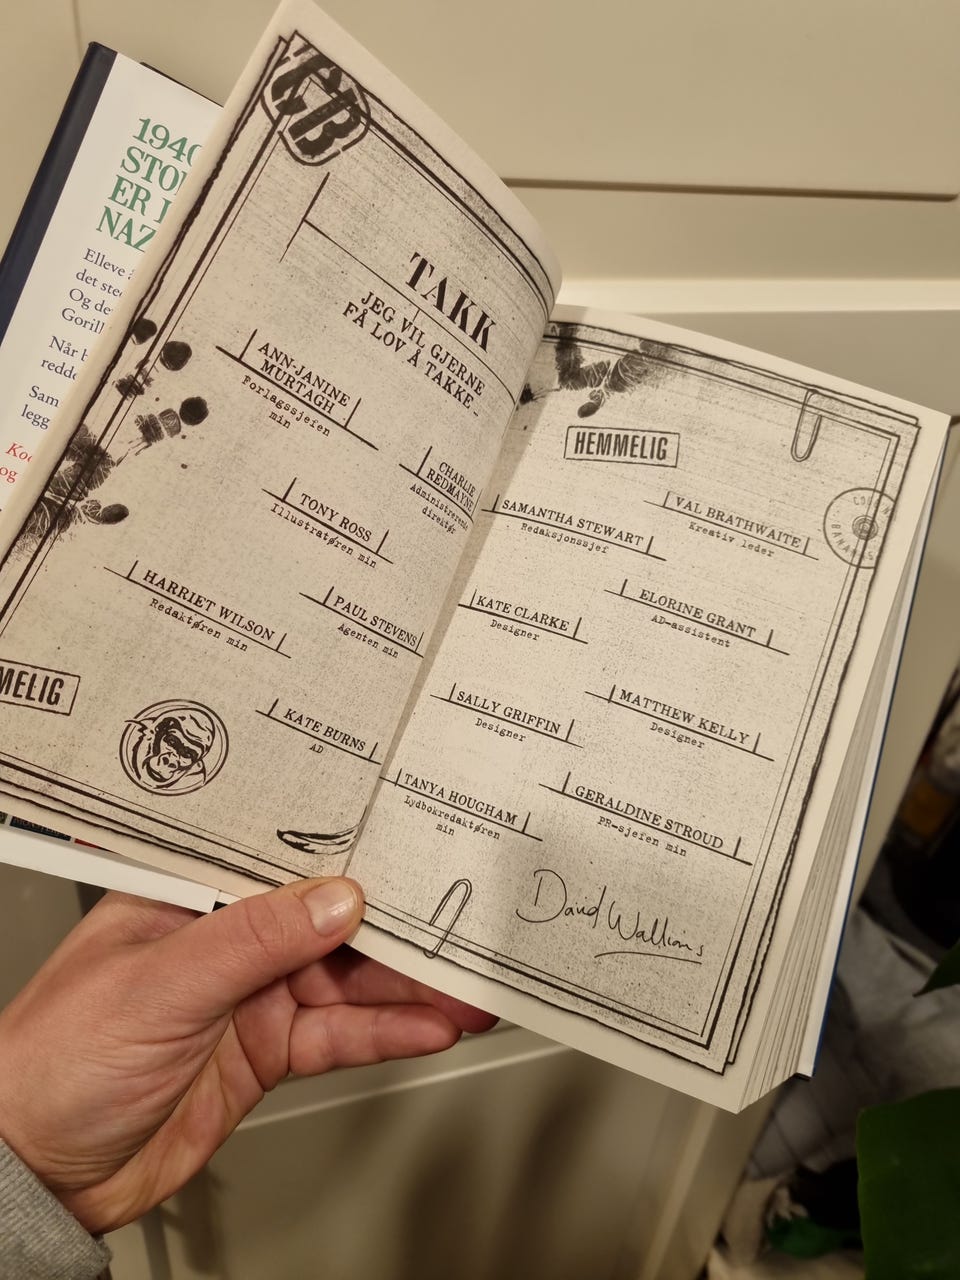 1940
STO
ER I
NAZ
Elleve
det ste
Og de
Goril
Når
redde
Sam
legg
og
TAKK
JEG VIL GJERNE
FÅ LOV Å TAKKE...
ANN-JANINE
MURTAGH
Forlagssjefen
min
CHARLIE
REDMAYNE
Administrerende
direktør
TONY ROSS
Illustratøren min
PAUL STEVENS
Agenten min
HARRIET WILSON
Redaktøren min
KATE BURNS
AD
MELIG
HEMMELIG
SAMANTHA STEWART
Redaksjonssjef
VAL BRATHWAITE
Kreativ leder
KATE CLARKE
Designer
ELORINE GRANT
AD-assistent
SALLY GRIFFIN
Designer
MATTHEW KELLY
Designer
TANYA HOUGHAM
Lydbokredaktøren
min
GERALDINE STROUD
PR-sjefen min
David Walliams